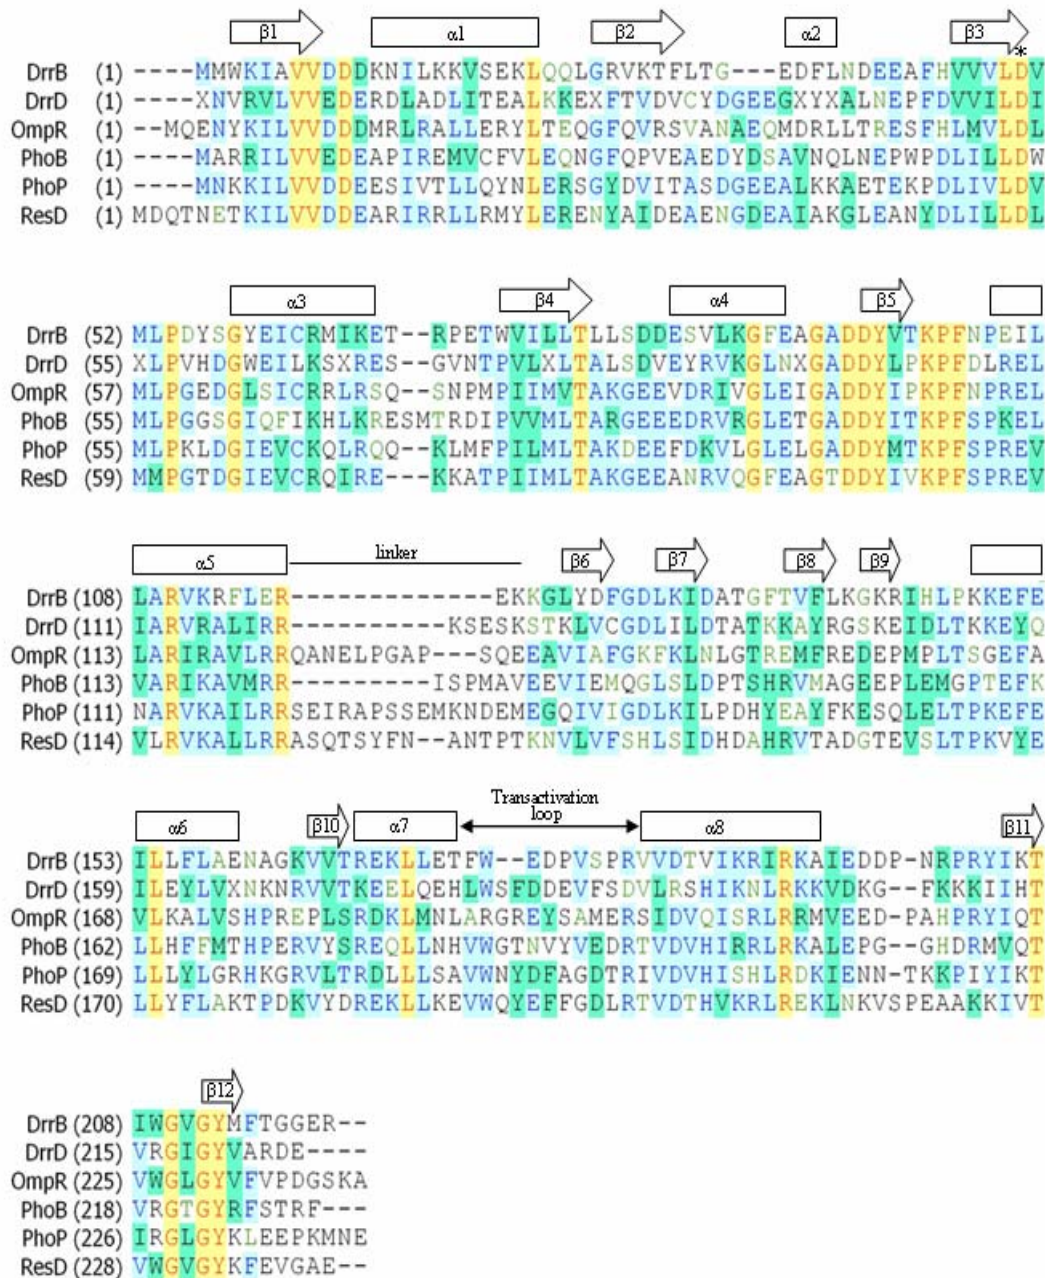 β1 α1 β2 α2 β3
*
DrrB (1) ----MMWKIAVVDDDKNILKKVSEKLQQLGRVKTFLTG---EDFLNDEEAFHVVVLDV
DrrD (1) ----XNVRVLVVEDERDLADLITEALKKEXFTVDVCYDGEEGXYXALNEPFDVVILDI
OmpR (1) --MQENYKILVVDDDMRLRALLERYLTEQGFQVRSVANAEQMDRLLTRESFHLMVLDL
PhoB (1) ----MARRILVVEDEAPIREMVCFVLEQNGFQPVEAEDYDSAVNQLNEPWPDLILLDW
PhoP (1) ----MNKKILVVDDEESIVTLLQYNLERSGYDVITASDGEEALKKAETEKPDLIVLDV
ResD (1) MDQTNETKILVVDDEARIRRLLRMYLERENYAIDEAENGDEAIAKGLEANYDLILLDL
α3 β4 α4 β5
DrrB (52) MLPDYSGYEICRMIKET--RPETWVILLTLLSDDESVLKGFEAGADDYVTKPFNPEIL
DrrD (55) XLPVHDGWEILKSXRES--GVNTPVLXLTALSDVEYRVKGLNXGADDYLPKPFDLREL
OmpR (57) MLPGEDGLSICRRLRSQ--SNPMPIIMVTAKGEEVDRIVGLEIGADDYIPKPFNPREL
PhoB (55) MLPGGSGIQFIKHLKRESMTRDIPVVMLTARGEEEDRVRGLETGADDYITKPFSPKEL
PhoP (55) MLPKLDGIEVCKQLRQQ--KLMFPILMLTAKDEEFDKVLGLELGADDYMTKPFSPREV
ResD (59) MMPGTDGIEVCRQIRE---KKATPIIMLTAKGEEANRVQGFEAGTDDYIVKPFSPREV
α5 linker β6 β7 β8 β9
DrrB (108) LARVKRFLER-------------EKKGLYDFGDLKIDATGFTVFLKGKRIHLPKKEFE
DrrD (111) IARVRALIRR----------KSESKSTKLVCGDLILDTATKKAYRGSKEIDLTKKEYQ
OmpR (113) LARIRAVLRRQANELPGAP---SQEEAVIAFGKFKLNLGTREMFREDEPMPLTSGEFA
PhoB (113) VARIKAVMRR---------ISPMAVEEVIEMQGLSLDPTSHRVMAGEEPLEMGPTEFK
PhoP (111) NARVKAILRRSEIRAPSSEMKNDEMEGQIVIGDLKILPDHYEAYFKESQLELTPKEFE
ResD (114) VLRVKALLRRASQTSYFN--ANTPTKNVLVFSHLSIDHDAHRVTADGTEVSLTPKVYE
α6 β10 α7 Transactivation loop α8 β11
DrrB (153) ILLFLAENAGKVVTREKLLETFW--EDPVSPRVVDTVIKRIRKAIEDDP-NRPRYIKT
DrrD (159) ILEYLVXNKNRVVTKEELQEHLWSFDDEVFSDVLRSHIKNLRKKVDKG--FKKKIIHT
OmpR (168) VLKALVSHPREPLSRDKLMNLARGREYSAMERSIDVQISRLRRMVEED-PAHPRYIQT
PhoB (162) LLHFFMTHPERVYSREQLLNHVWGTNVYVEDRTVDVHIRRLRKALEPG--GHDRMVQT
PhoP (169) LLLYLGRHKGRVLTRDLLLSAVWNYDFAGDTRIVDVHISHLRDKIENN-TKKPIYIKT
ResD (170) LLYFLAKTPDKVYDREKLLKEVWQYEFFGDLRTVDTHVKRLREKLNKVSPEAAKKIVT
β12
DrrB (208) IWGVGYMFTGGER--
DrrD (215) VRGIGYVARDE----
OmpR (225) VWGLGYVFVPDGSKA
PhoB (218) VRGTGYRFSTRF---
PhoP (226) IRGLGYKLEEPKMNE
ResD (228) VWGVGYKFEVGAE--